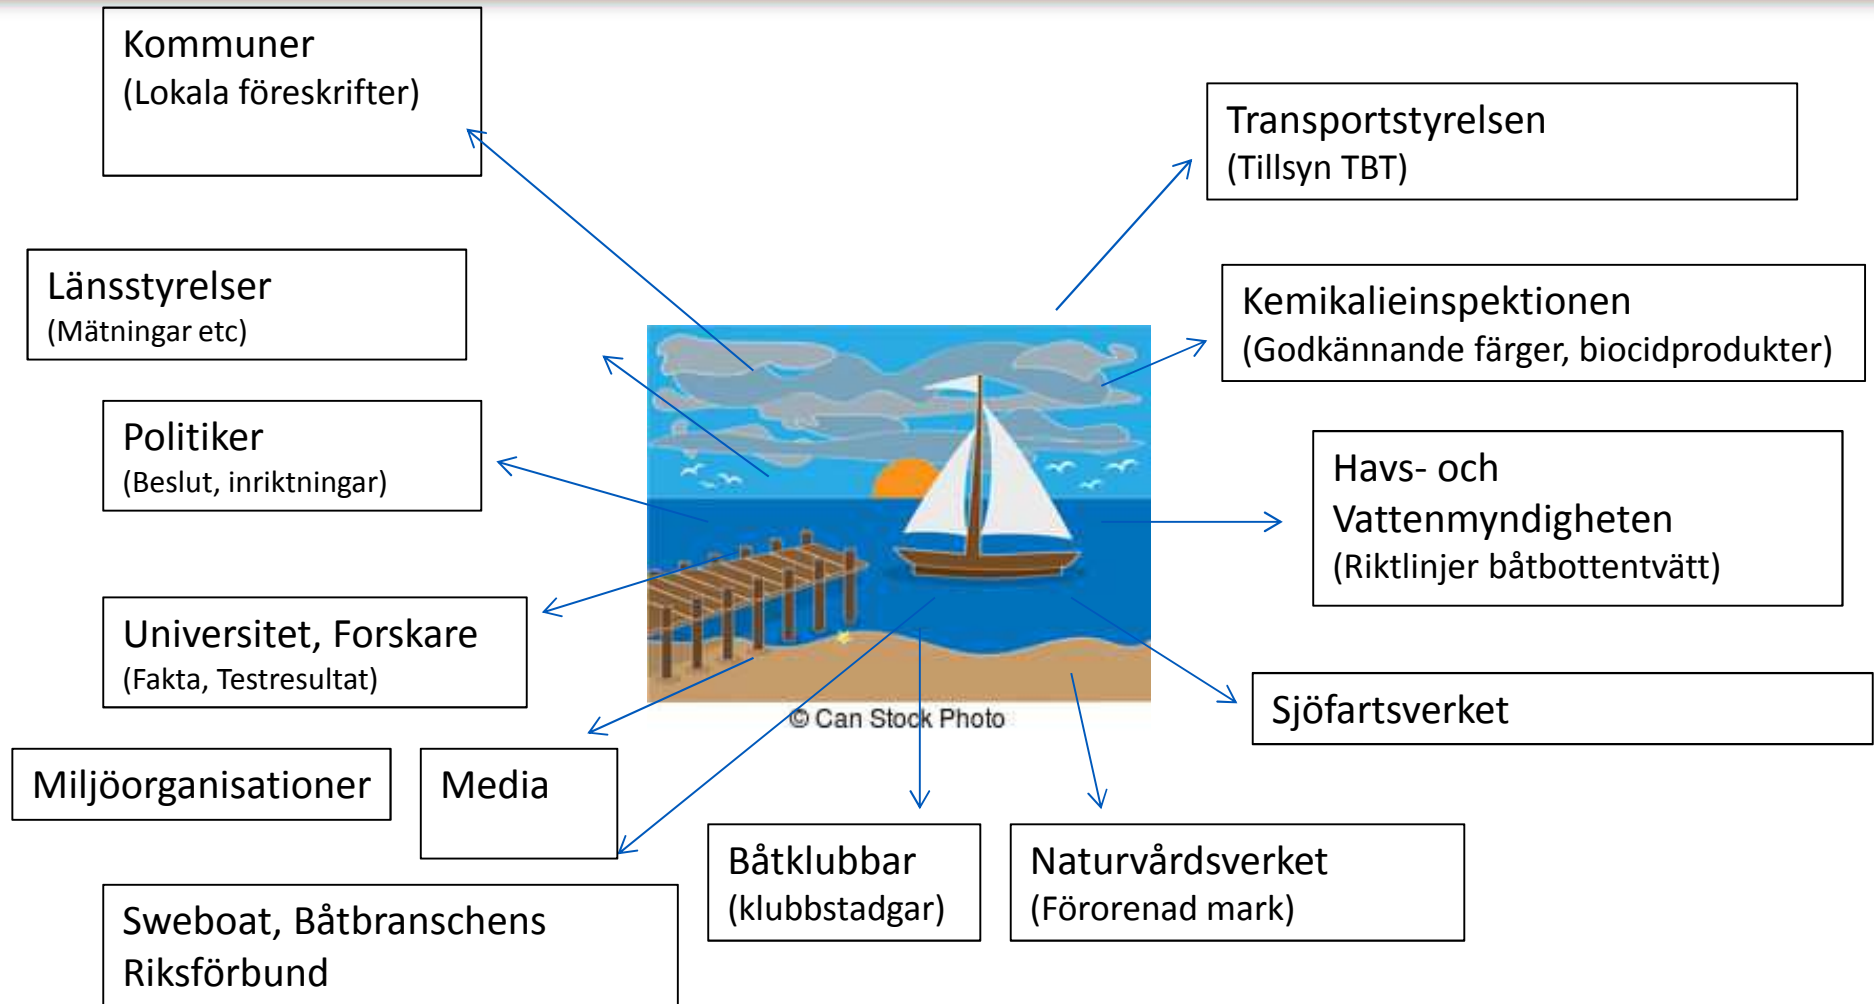 Kommuner
(Lokala föreskrifter)
Transportstyrelsen
(Tillsyn TBT)
Länsstyrelser
(Mätningar etc)
Kemikalieinspektionen
(Godkännande färger, biocidprodukter)
Politiker
(Beslut, inriktningar)
Havs- och
Vattenmyndigheten
(Riktlinjer båtbottentvätt)
Universitet, Forskare
(Fakta, Testresultat)
Sjöfartsverket
© Can Stock Photo
Miljöorganisationer
Media
Båtklubbar
(klubbstadgar)
Naturvårdsverket
(Förorenad mark)
Sweboat, Båtbranschens
Riksförbund